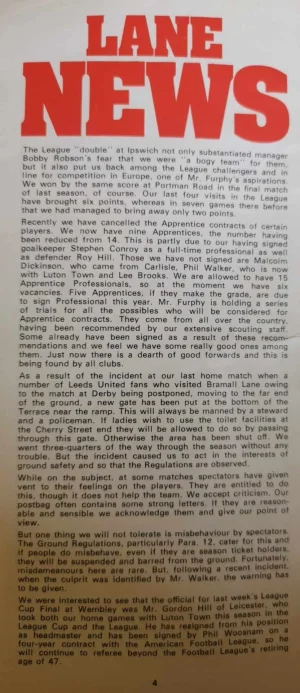 LANE
NEWS
The League "double" at Ipswich not only substantiated manager
Bobby Robson's fear that we were "a bogy team" for them,
but it also put us back among the League challengers and in
line for competition in Europe, one of Mr. Furphy's aspirations.
We won by the same score at Portman Road in the final match
of last season, of course. Our last four visits in the League
have brought six points, whereas in seven games there before
that we had managed to bring away only two points.
Recently we have cancelled the Apprentice contracts of certain
players. We now have nine Apprentices, the number having
been reduced from 14. This is partly due to our having signed
goalkeeper Stephen Conroy as a full-time professional as well
as defender Roy Hill. Those we have not signed are Malcolm
Dickinson, who came from Carlisle, Phil Walker, who is now
with Luton Town and Lee Brooks. We are allowed to have 15
Apprentice Professionals, so at the moment we have six
vacancies. Five Apprentices, if they make the grade, are due
to sign Professional this year. Mr. Furphy is holding a series
of trials for all the possibles who will be considered for
Apprentice contracts. They come from all over the country,
having been recommended by our extensive scouting staff.
Some already have been signed as a result of these recom-
mendations and we feel we have some really good ones among
them. Just now there is a dearth of good forwards and this is
being found by all clubs.
As a result of the incident at our last home match when a
number of Leeds United fans who visited Bramall Lane owing
to the match at Derby being postponed, moving to the far end
of the ground, a new gate has been put at the bottom of the
Terrace near the ramp. This will always be manned by a steward
and a policeman. If ladies wish to use the toilet facilities at
the Cherry Street end they will be allowed to do so by passing
through this gate. Otherwise the area has been shut off. We
went three-quarters of the way through the season without any
trouble. But the incident caused us to act in the interests of
ground safety and so that the Regulations are observed.
While on the subject, at some matches spectators have given
vent to their feelings on the players. They are entitled to do
this, though it does not help the team. We accept criticism. Our
postbag often contains some strong letters. If they are reason-
able and sensible we acknowledge them and give our point of
view.
But one thing we will not tolerate is misbehaviour by spectators.
The Ground Regulations, particularly Para. 12, cater for this and
if people do misbehave, even if they are season ticket holders,
they will be suspended and barred from the ground. Fortunately,
misdemeanours here are rare. But, following a recent incident,
when the culprit was identified by Mr. Walker, the warning has
to be given.
We were interested to see that the official for last week's League
Cup Final at Wembley was Mr. Gordon Hill of Leicester, who
took both our home games with Luton Town this season in the
League Cup and the League. He has resigned from his position
as headmaster and has been signed by Phil Woosnam on a
four-year contract with the American Football League, so he
will continue to referee beyond the Football League's retiring
age of 47.
4